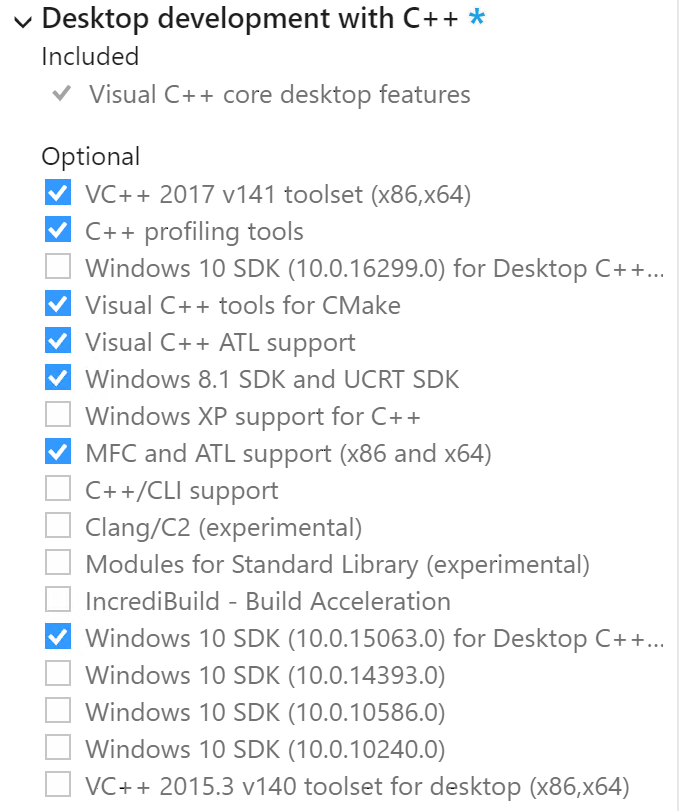 Desktop development with C++ *
Included
Visual C++ core desktop features
Optional
VC++ 2017 v141 toolset (x86,x64)
C++ profiling tools
Windows 10 SDK (10.0.16299.0) for Desktop C++...
Visual C++ tools for CMake
Visual C++ ATL support
Windows 8.1 SDK and UCRT SDK
Windows XP support for C++
MFC and ATL support (x86 and x64)
C++/CLI support
Clang/C2 (experimental)
Modules for Standard Library (experimental)
IncrediBuild - Build Acceleration
Windows 10 SDK (10.0.15063.0) for Desktop C++...
Windows 10 SDK (10.0.14393.0)
Windows 10 SDK (10.0.10586.0)
Windows 10 SDK (10.0.10240.0)
VC++ 2015.3 v140 toolset for desktop (x86,x64)